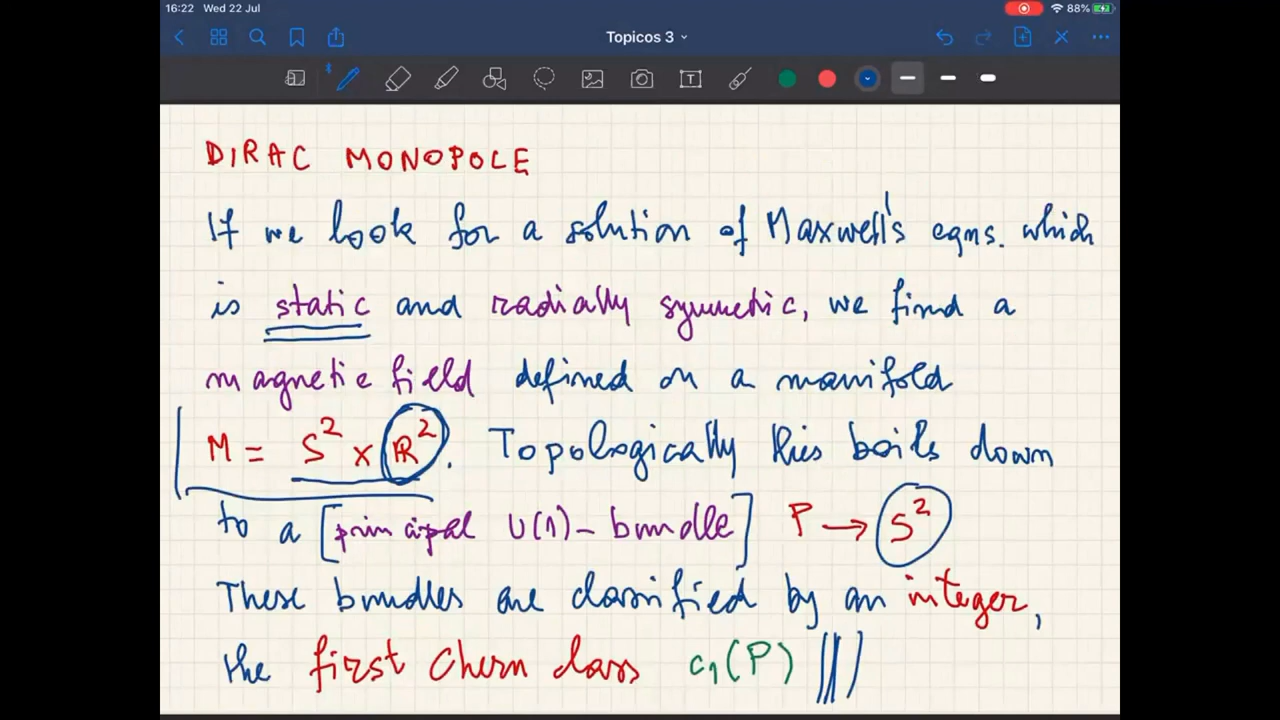 16:22 Wed 22 Jul 88%
Topicos 3
DIRAC MONOPOLE
If we look for a solution of Maxwell's eqns. which
is static and radially symmetric, we find a
magnetic field defined on a manifold
M = S² × ℝ². Topologically this boils down
to a [principal U(1)-bundle] P → S²
These bundles are classified by an integer,
the first Chern class c₁(P)